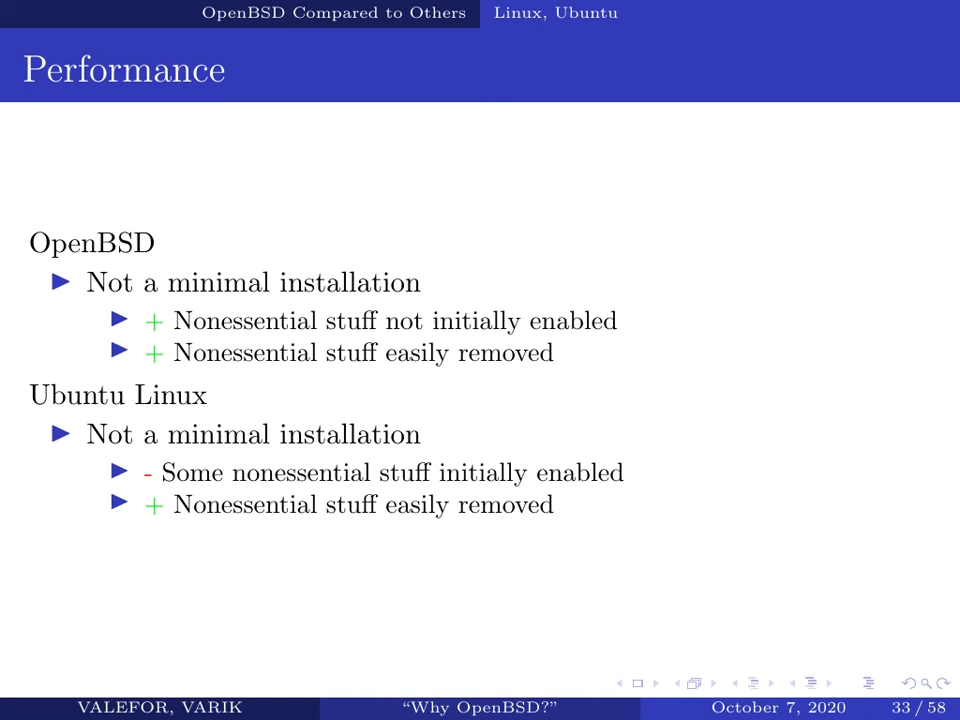 OpenBSD Compared to Others Linux, Ubuntu
Performance
OpenBSD
Not a minimal installation
+ Nonessential stuff not initially enabled
+ Nonessential stuff easily removed
Ubuntu Linux
Not a minimal installation
- Some nonessential stuff initially enabled
+ Nonessential stuff easily removed
VALEFOR, VARIK “Why OpenBSD?” October 7, 2020 33 / 58